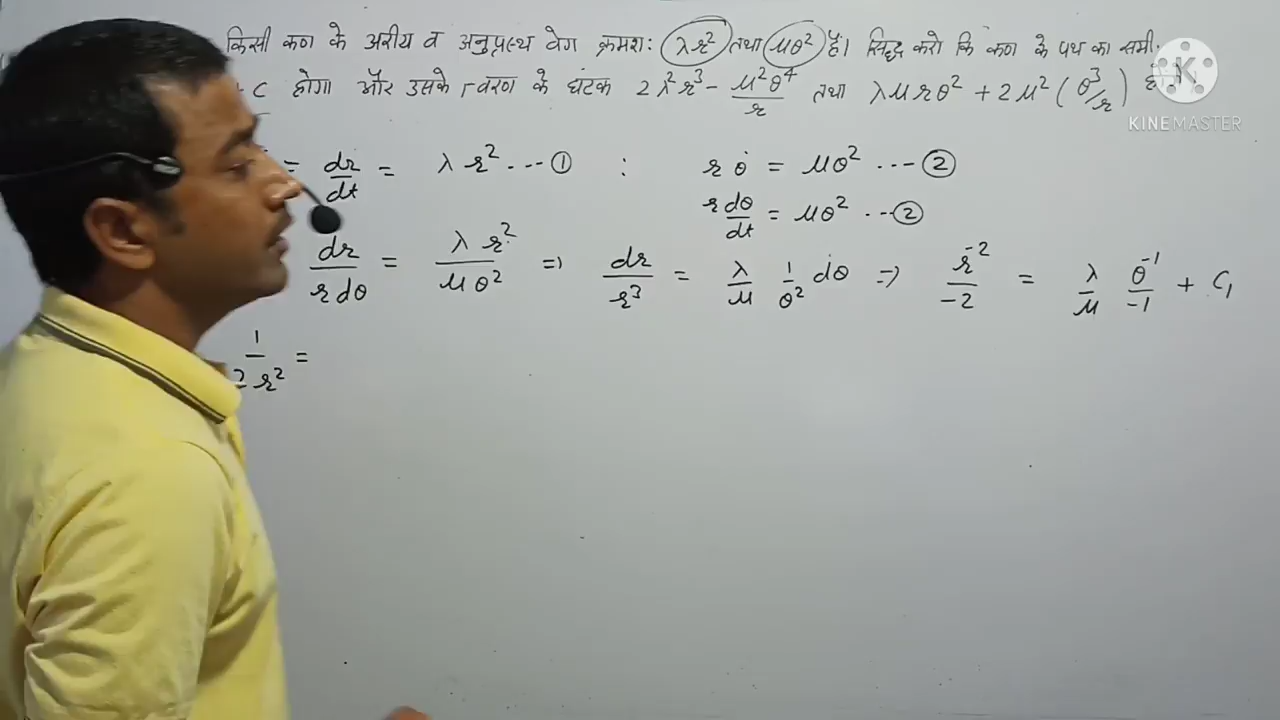 किसी कण के अरीय व अनुप्रस्थ वेग क्रमशः λr² तथा μθ² हैं। सिद्ध करो कि कण के पथ का समी.
+ C होगा और उसके त्वरण के घटक 2λ²r³ - μ²θ⁴/r तथा λμrθ² + 2μ² (θ³/r)
KINEMASTER
= dr/dt = λr² ... ① : rθ̇ = μθ² ... ②
r dθ/dt = μθ² ... ②
dr/r dθ = λr²/μθ² ⇒ dr/r³ = λ/μ 1/θ² dθ ⇒ r⁻²/-2 = λ/μ θ⁻¹/-1 + C₁
1/2r² =